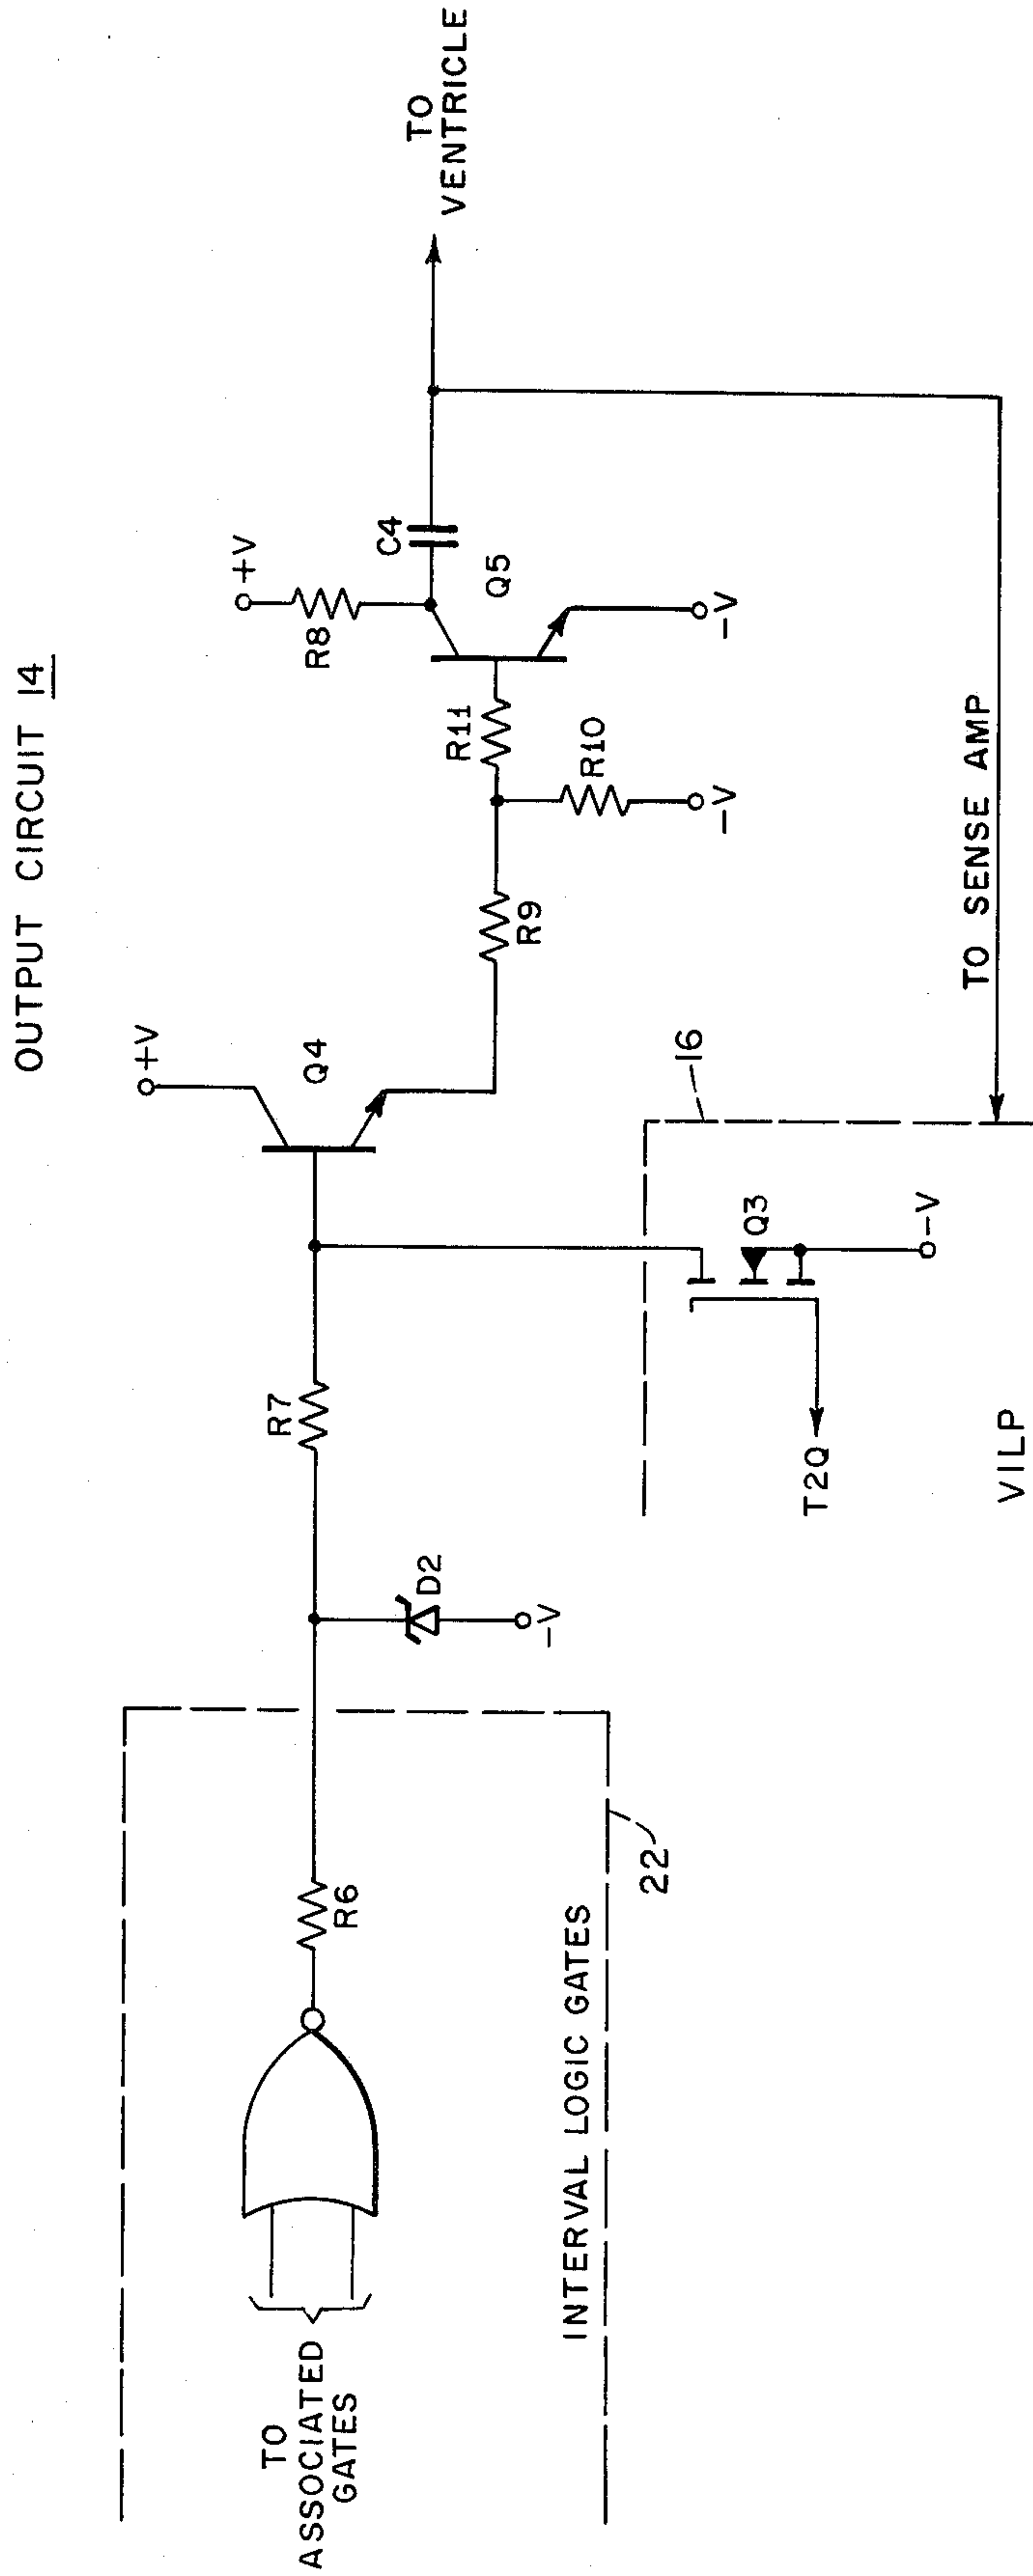 OUTPUT CIRCUIT 14
TO
ASSOCIATED
GATES
INTERVAL LOGIC GATES
22
R6
D2
-V
R7
T2Q
Q3
-V
VILP
16
Q4
+V
R9
R10
-V
R11
R8
+V
Q5
-V
C4
TO
VENTRICLE
TO SENSE AMP